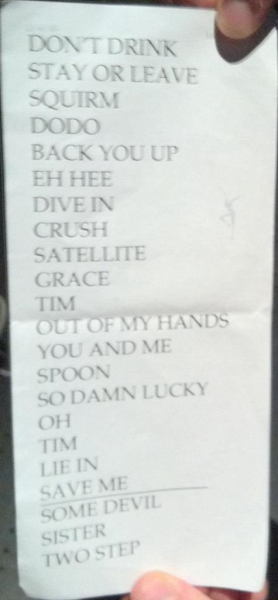 DON'T DRINK
STAY OR LEAVE
SQUIRM
DODO
BACK YOU UP
EH HEE
DIVE IN
CRUSH
SATELLITE
GRACE
TIM
OUT OF MY HANDS
YOU AND ME
SPOON
SO DAMN LUCKY
OH
TIM
LIE IN
SAVE ME
SOME DEVIL
SISTER
TWO STEP